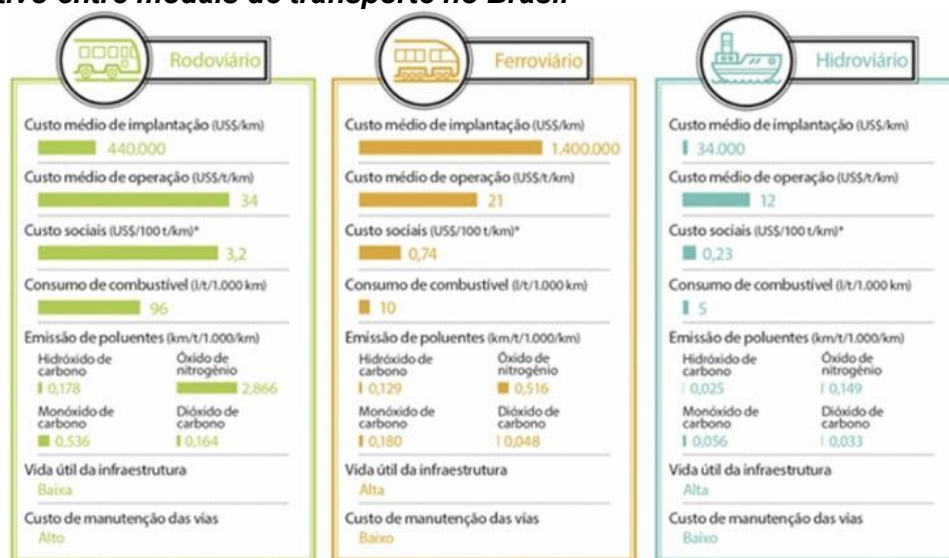 entre modais de transporte no Brasil
Rodoviário
Custo médio de implantação (US$/km)
440.000
Custo médio de operação (US$/t/km)
34
Custo sociais (US$/100 t/km)*
3,2
Consumo de combustível (l/t/1.000 km)
96
Emissão de poluentes (km/t/1.000/km)
Hidróxido de
carbono
0,178
Óxido de
nitrogênio
2,866
Monóxido de
carbono
0,536
Dióxido de
carbono
0,164
Vida útil da infraestrutura
Baixa
Custo de manutenção das vias
Alto
Ferroviário
Custo médio de implantação (US$/km)
1.400.000
Custo médio de operação (US$/t/km)
21
Custo sociais (US$/100 t/km)*
0,74
Consumo de combustível (l/t/1.000 km)
10
Emissão de poluentes (km/t/1.000/km)
Hidróxido de
carbono
0,129
Óxido de
nitrogênio
0,516
Monóxido de
carbono
0,180
Dióxido de
carbono
0,048
Vida útil da infraestrutura
Alta
Custo de manutenção das vias
Baixo
Hidroviário
Custo médio de implantação (US$/km)
34.000
Custo médio de operação (US$/t/km)
12
Custo sociais (US$/100 t/km)*
0,23
Consumo de combustível (l/t/1.000 km)
5
Emissão de poluentes (km/t/1.000/km)
Hidróxido de
carbono
0,025
Óxido de
nitrogênio
0,149
Monóxido de
carbono
0,056
Dióxido de
carbono
0,033
Vida útil da infraestrutura
Alta
Custo de manutenção das vias
Baixo